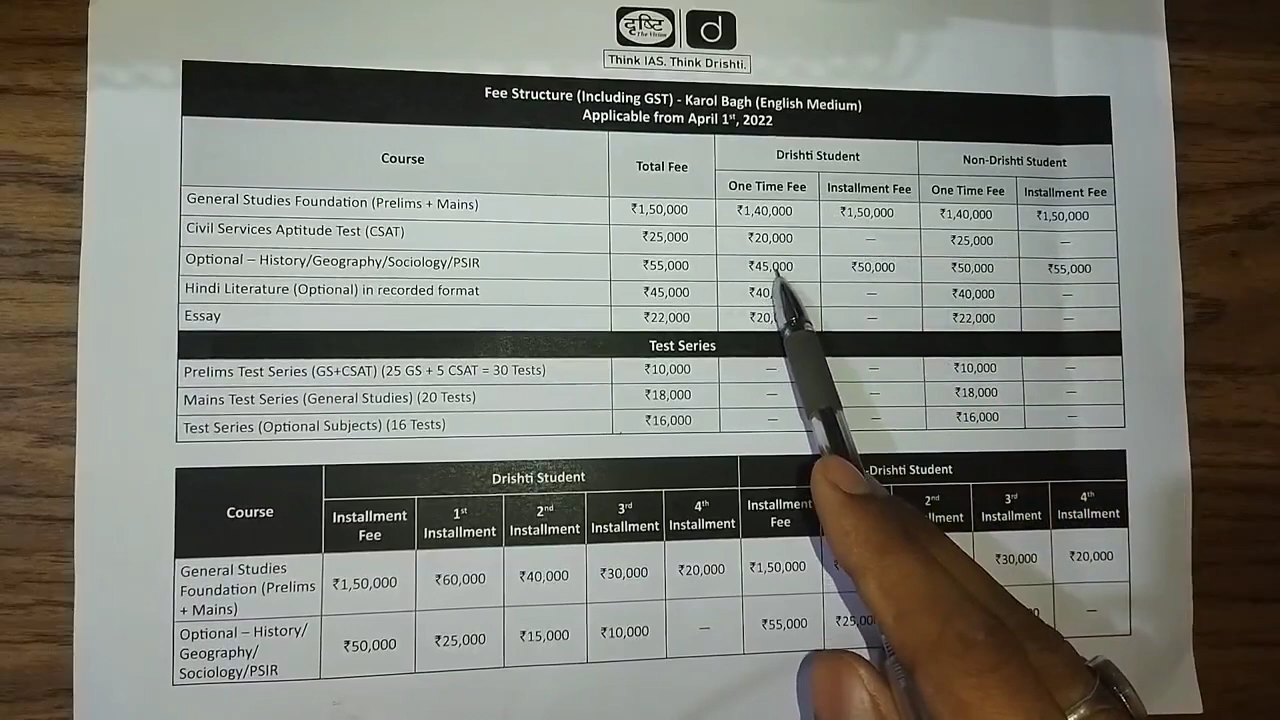 दृष्टि
The Vision
d
Think IAS. Think Drishti.
Fee Structure (Including GST) - Karol Bagh (English Medium)
Applicable from April 1st, 2022
Course Total Fee Drishti Student Non-Drishti Student
One Time Fee Installment Fee One Time Fee Installment Fee
General Studies Foundation (Prelims + Mains) ₹1,50,000 ₹1,40,000 ₹1,50,000 ₹1,40,000 ₹1,50,000
Civil Services Aptitude Test (CSAT) ₹25,000 ₹20,000 — ₹25,000 —
Optional – History/Geography/Sociology/PSIR ₹55,000 ₹45,000 ₹50,000 ₹50,000 ₹55,000
Hindi Literature (Optional) in recorded format ₹45,000 ₹40, — ₹40,000 —
Essay ₹22,000 ₹20, — ₹22,000 —
Test Series
Prelims Test Series (GS+CSAT) (25 GS + 5 CSAT = 30 Tests) ₹10,000 — — ₹10,000 —
Mains Test Series (General Studies) (20 Tests) ₹18,000 — — ₹18,000 —
Test Series (Optional Subjects) (16 Tests) ₹16,000 — — ₹16,000 —
Course Drishti Student -Drishti Student
Installment Fee 1st Installment 2nd Installment 3rd Installment 4th Installment Installment Fee 2nd 3rd Installment 4th Installment
General Studies Foundation (Prelims + Mains) ₹1,50,000 ₹60,000 ₹40,000 ₹30,000 ₹20,000 ₹1,50,000 ₹30,000 ₹20,000
Optional – History/ Geography/ Sociology/PSIR ₹50,000 ₹25,000 ₹15,000 ₹10,000 — ₹55,000 ₹25,00 —